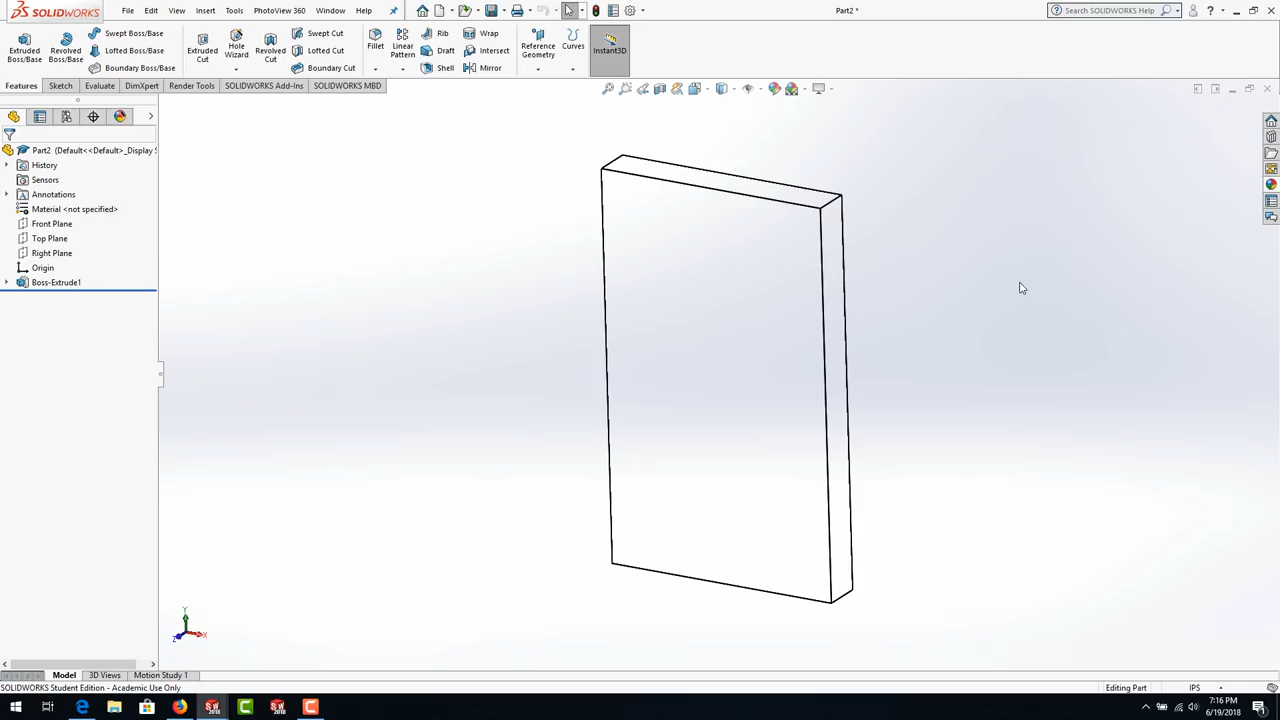 SOLIDWORKS File Edit View Insert Tools PhotoView 360 Window Help Part2 * Search SOLIDWORKS Help ?
Extruded Boss/Base
Revolved Boss/Base
Swept Boss/Base
Lofted Boss/Base
Boundary Boss/Base
Extruded Cut
Hole Wizard
Revolved Cut
Swept Cut
Lofted Cut
Boundary Cut
Fillet
Linear Pattern
Rib
Draft
Shell
Wrap
Intersect
Mirror
Reference Geometry
Curves
Instant3D
Features Sketch Evaluate DimXpert Render Tools SOLIDWORKS Add-Ins SOLIDWORKS MBD
Part2 (Default<<Default>_Display S
History
Sensors
Annotations
Material <not specified>
Front Plane
Top Plane
Right Plane
Origin
Boss-Extrude1
Y
Z X
Model 3D Views Motion Study 1
SOLIDWORKS Student Edition - Academic Use Only Editing Part IPS
7:16 PM
6/19/2018